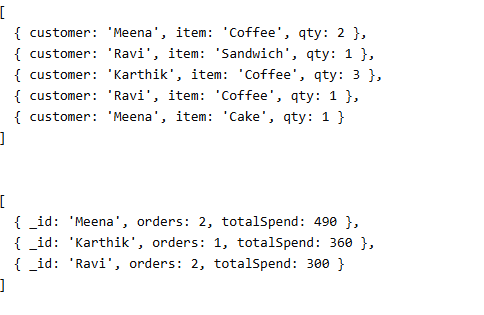 [
  { customer: 'Meena', item: 'Coffee', qty: 2 },
  { customer: 'Ravi', item: 'Sandwich', qty: 1 },
  { customer: 'Karthik', item: 'Coffee', qty: 3 },
  { customer: 'Ravi', item: 'Coffee', qty: 1 },
  { customer: 'Meena', item: 'Cake', qty: 1 }
]
[
  { _id: 'Meena', orders: 2, totalSpend: 490 },
  { _id: 'Karthik', orders: 1, totalSpend: 360 },
  { _id: 'Ravi', orders: 2, totalSpend: 300 }
]